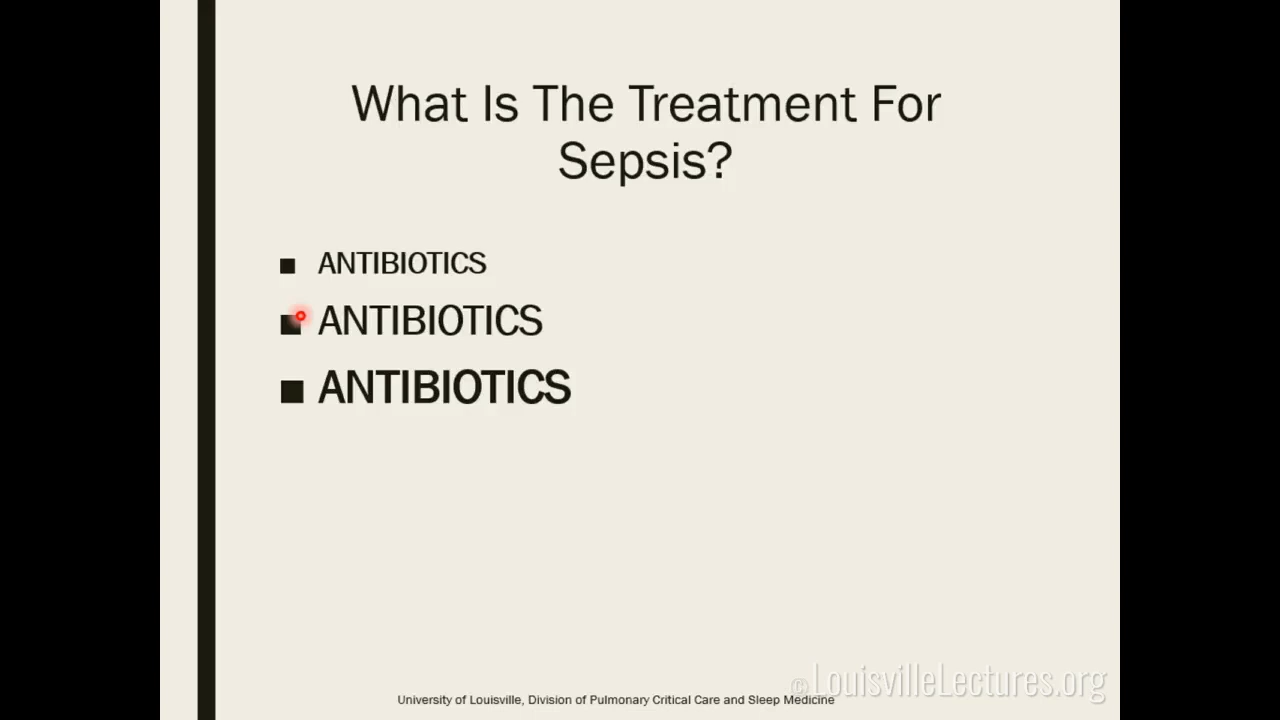 What Is The Treatment For
Sepsis?
ANTIBIOTICS
ANTIBIOTICS
ANTIBIOTICS
©LouisvilleLectures.org
University of Louisville, Division of Pulmonary Critical Care and Sleep Medicine